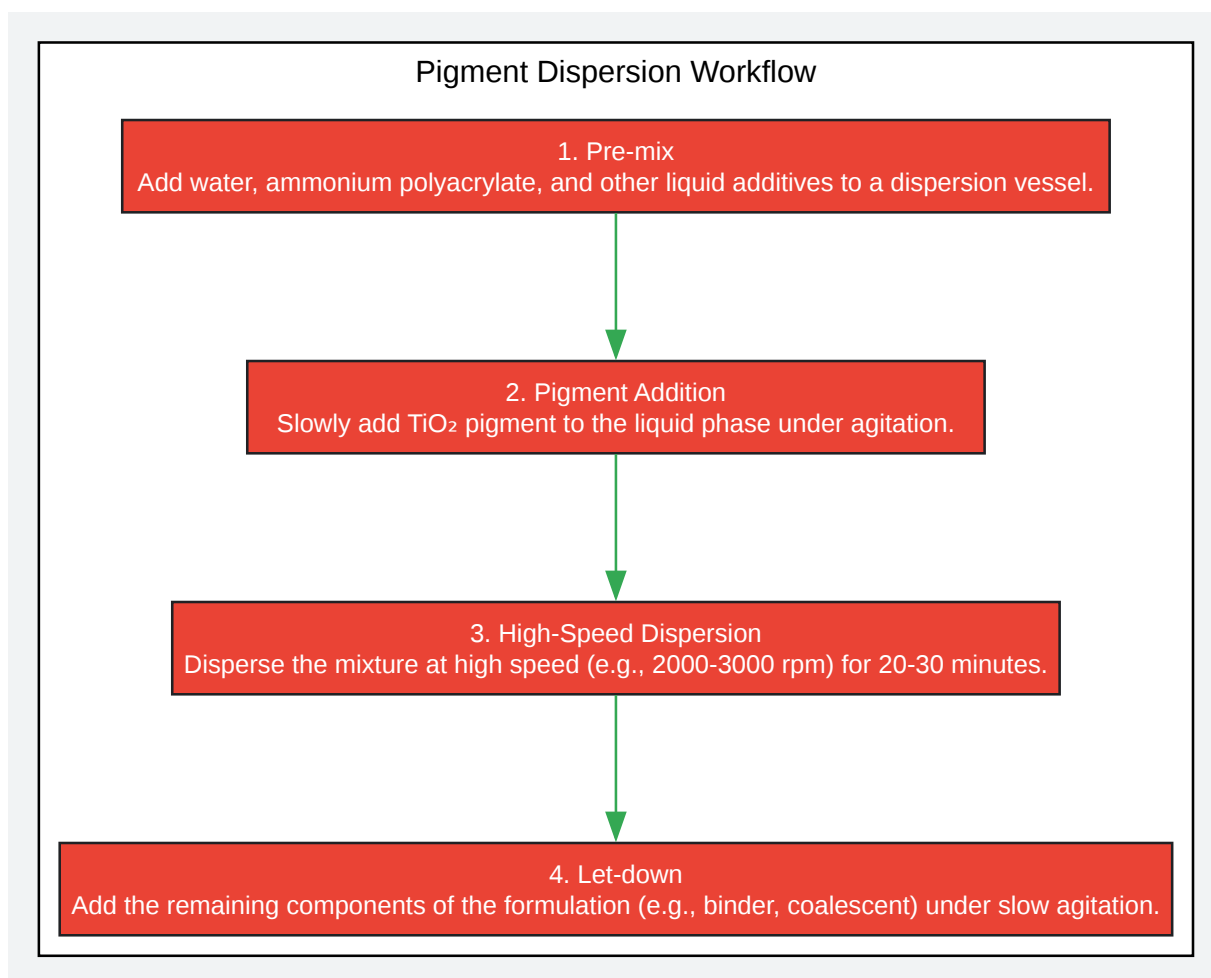 Pigment Dispersion Workflow
1. Pre-mix
Add water, ammonium polyacrylate, and other liquid additives to a dispersion vessel.
2. Pigment Addition
Slowly add TiO₂ pigment to the liquid phase under agitation.
3. High-Speed Dispersion
Disperse the mixture at high speed (e.g., 2000-3000 rpm) for 20-30 minutes.
4. Let-down
Add the remaining components of the formulation (e.g., binder, coalescent) under slow agitation.